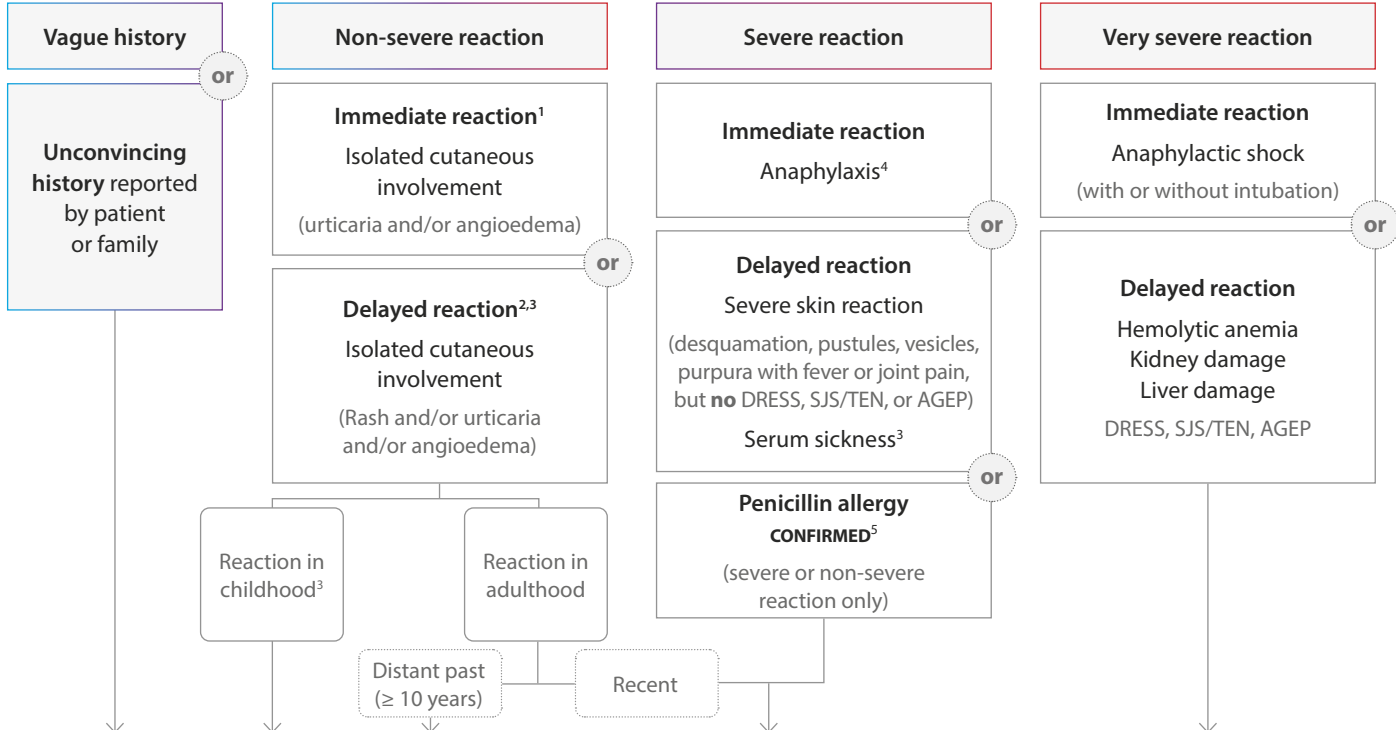 Vague history
or
Unconvincing
history reported
by patient
or family
Non-severe reaction
Immediate reaction¹
Isolated cutaneous
involvement
(urticaria and/or angioedema)
or
Delayed reaction²,³
Isolated cutaneous
involvement
(Rash and/or urticaria
and/or angioedema)
Reaction in
childhood³
Reaction in
adulthood
Distant past
(≥ 10 years)
Recent
Severe reaction
Immediate reaction
Anaphylaxis⁴
or
Delayed reaction
Severe skin reaction
(desquamation, pustules, vesicles,
purpura with fever or joint pain,
but no DRESS, SJS/TEN, or AGEP)
Serum sickness³
or
Penicillin allergy
CONFIRMED⁵
(severe or non-severe
reaction only)
Very severe reaction
Immediate reaction
Anaphylactic shock
(with or without intubation)
or
Delayed reaction
Hemolytic anemia
Kidney damage
Liver damage
DRESS, SJS/TEN, AGEP